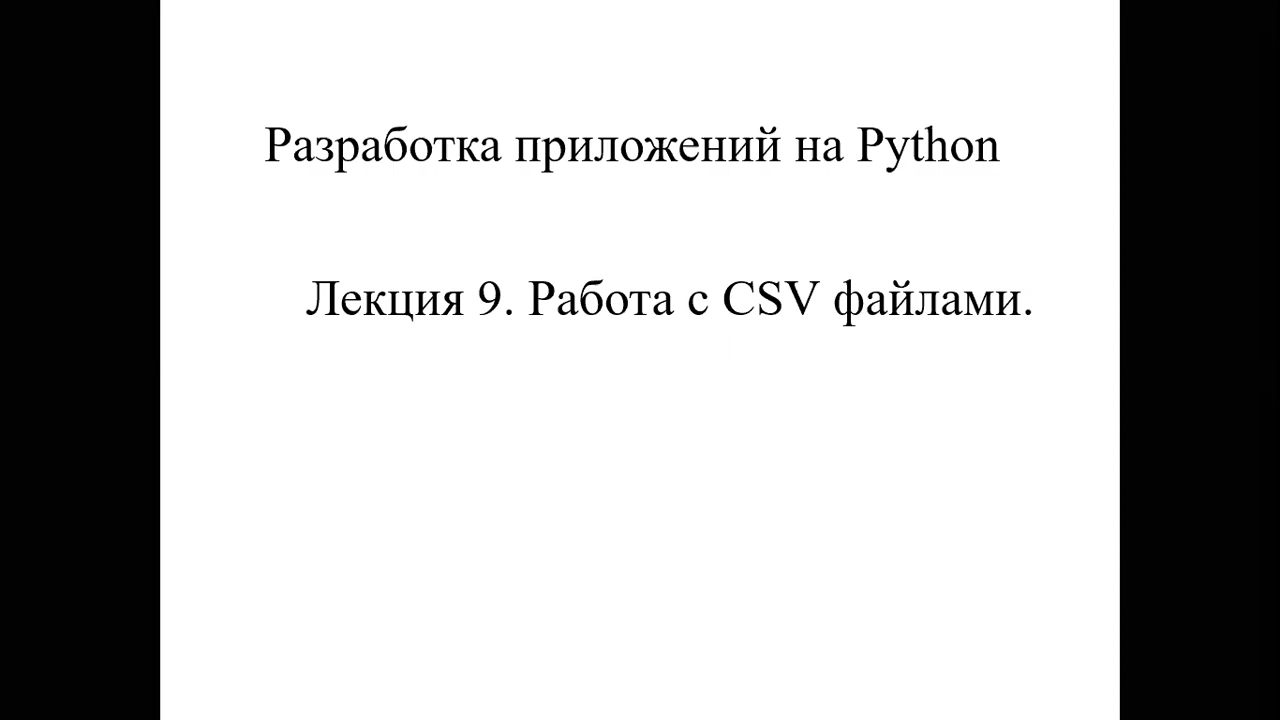 Разработка приложений на Python
Лекция 9. Работа с CSV файлами.